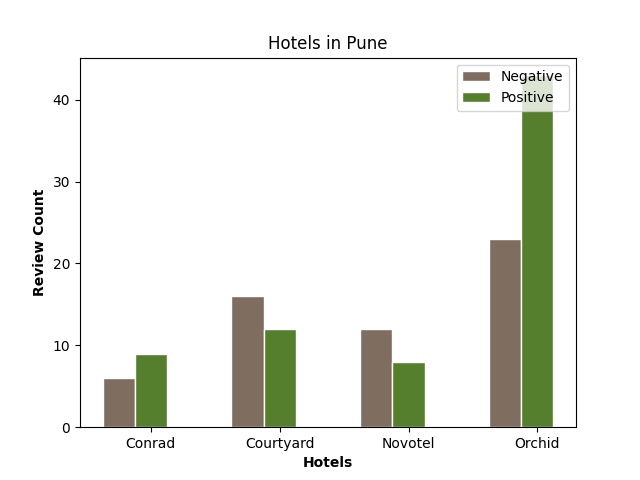 Hotels in Pune
Negative
Positive
40
30
20
10
0
Review Count
Conrad Courtyard Novotel Orchid
Hotels